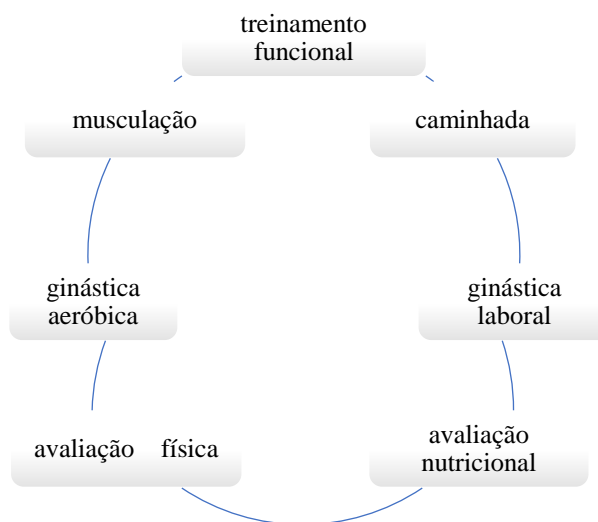 treinamento
funcional
musculação
caminhada
ginástica
aeróbica
ginástica
laboral
avaliação física
avaliação
nutricional